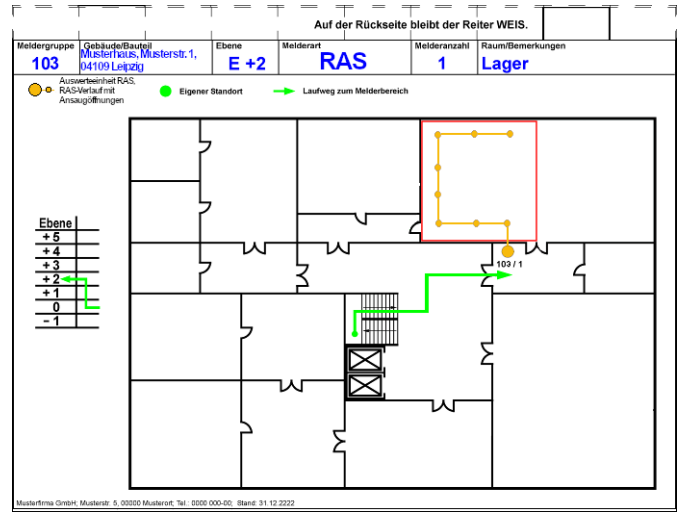 Auf der Rückseite bleibt der Reiter WEIS.
Meldergruppe
103
Gebäude/Bauteil
Musterhaus, Musterstr. 1,
04109 Leipzig
Ebene
E +2
Melderart
RAS
Melderanzahl
1
Raum/Bemerkungen
Lager
Auswerteeinheit RAS,
RAS-Verlauf mit
Ansaugöffnungen
Eigener Standort
Laufweg zum Melderbereich
Ebene
+ 5
+ 4
+ 3
+ 2
+ 1
0
− 1
103 / 1
Musterfirma GmbH; Musterstr. 5, 00000 Musterort; Tel.: 0000 000-00; Stand: 31.12.2222